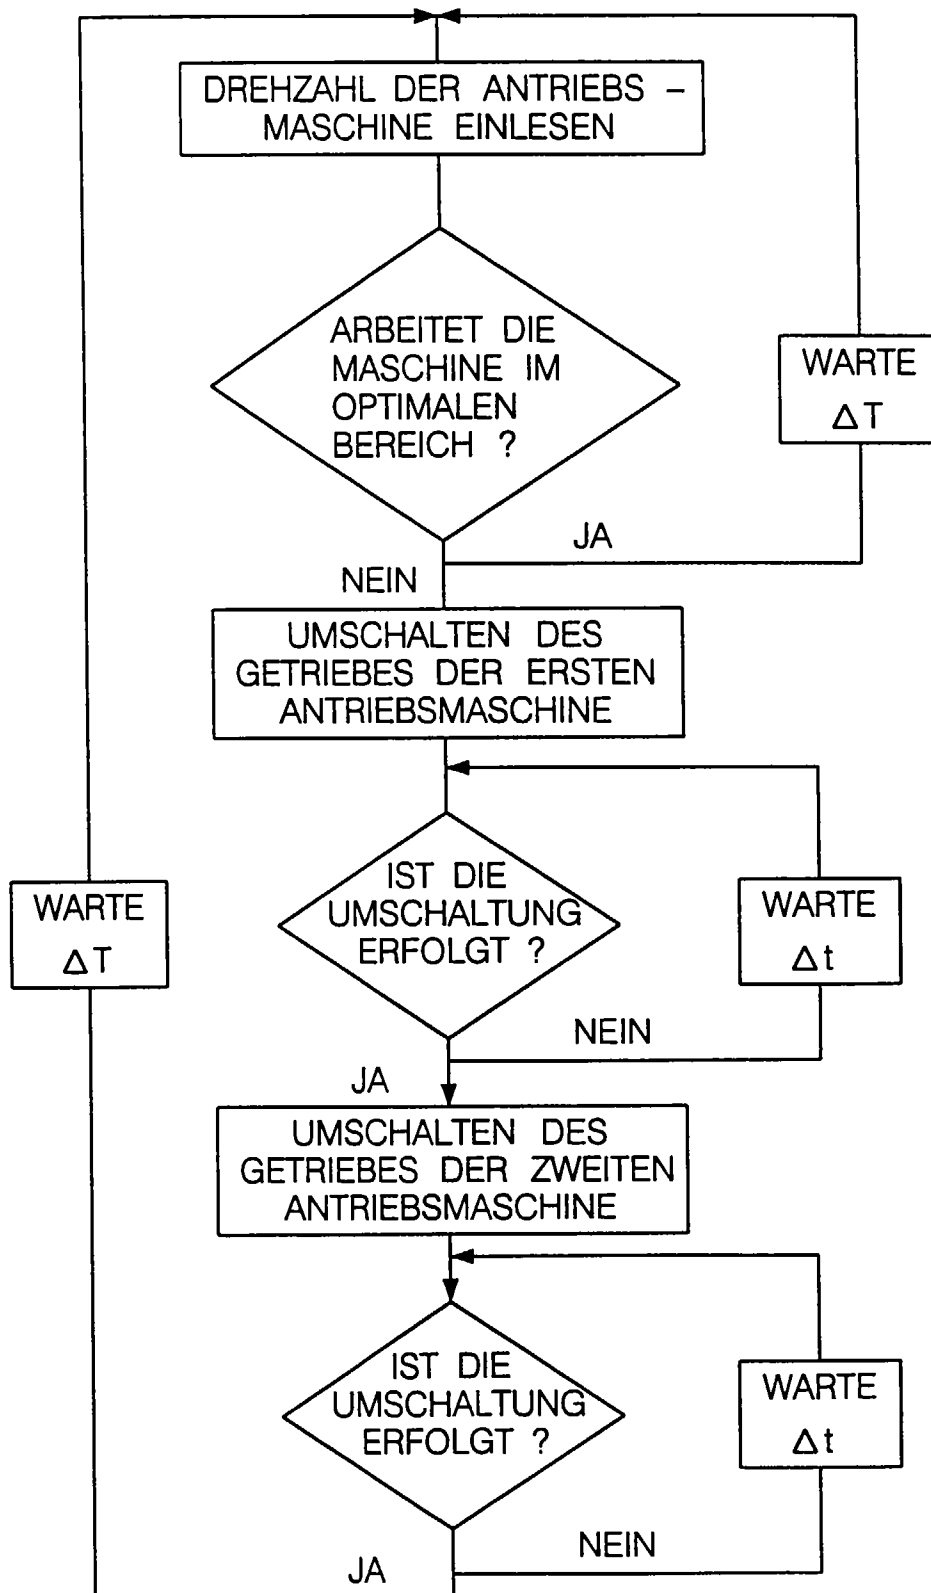 DREHZAHL DER ANTRIEBS –
MASCHINE EINLESEN
ARBEITET DIE
MASCHINE IM
OPTIMALEN
BEREICH ?
WARTE
ΔT
JA
NEIN
UMSCHALTEN DES
GETRIEBES DER ERSTEN
ANTRIEBSMASCHINE
IST DIE
UMSCHALTUNG
ERFOLGT ?
WARTE
ΔT
WARTE
Δt
NEIN
JA
UMSCHALTEN DES
GETRIEBES DER ZWEITEN
ANTRIEBSMASCHINE
IST DIE
UMSCHALTUNG
ERFOLGT ?
WARTE
Δt
NEIN
JA